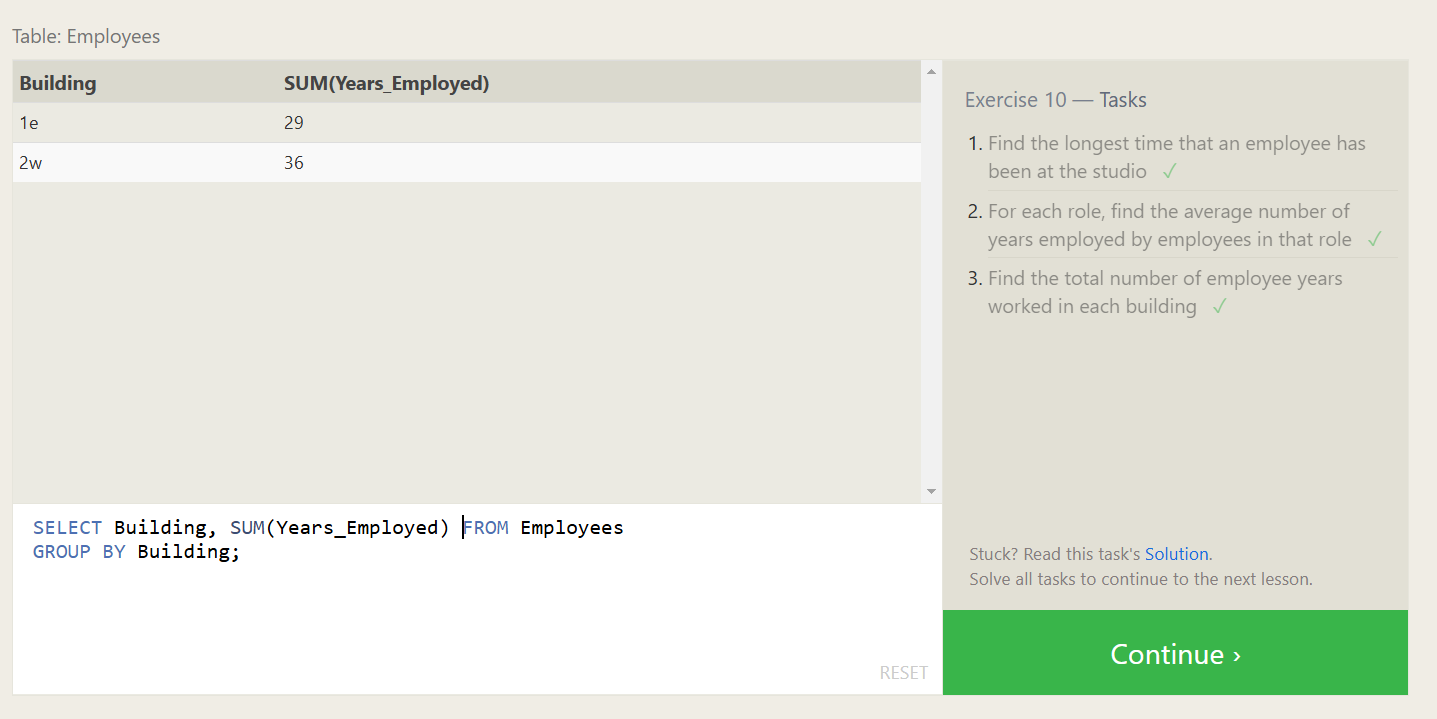 Table: Employees
Building SUM(Years_Employed)
1e 29
2w 36
SELECT Building, SUM(Years_Employed) FROM Employees
GROUP BY Building;
RESET
Exercise 10 — Tasks
1. Find the longest time that an employee has
been at the studio ✓
2. For each role, find the average number of
years employed by employees in that role ✓
3. Find the total number of employee years
worked in each building ✓
Stuck? Read this task's Solution.
Solve all tasks to continue to the next lesson.
Continue ›